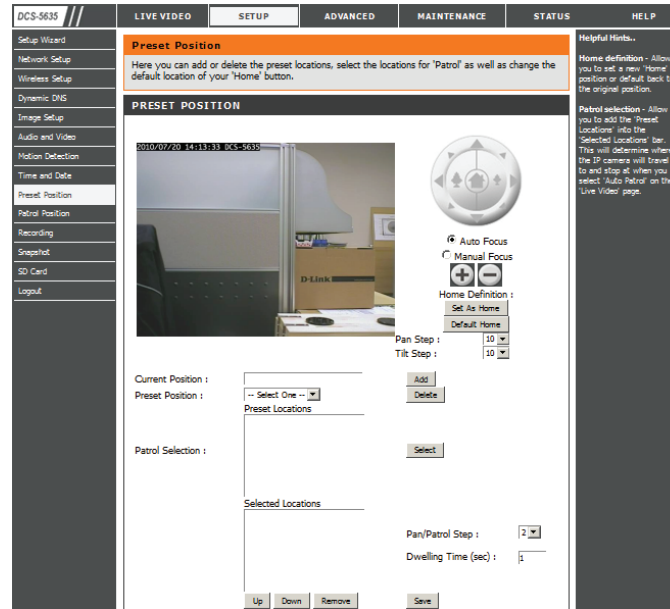 DCS-5635
LIVE VIDEO
SETUP
ADVANCED
MAINTENANCE
STATUS
HELP
Setup Wizard
Network Setup
Wireless Setup
Dynamic DNS
Image Setup
Audio and Video
Motion Detection
Time and Date
Preset Position
Patrol Position
Recording
Snapshot
SD Card
Logout
Preset Position
Here you can add or delete the preset locations, select the locations for 'Patrol' as well as change the
default location of your 'Home' button.
PRESET POSITION
2010/07/20 14:13:33 DCS-5635
D-Link
Auto Focus
Manual Focus
Home Definition :
Set As Home
Default Home
Pan Step : 10
Tilt Step : 10
Current Position :
Add
Preset Position :
-- Select One --
Delete
Preset Locations
Patrol Selection :
Select
Selected Locations
Pan/Patrol Step : 2
Dwelling Time (sec) : 1
Up
Down
Remove
Save
Helpful Hints..
Home definition - Allow
you to set a new 'Home'
position or default back t
the original position.
Patrol selection - Allow
you to add the 'Preset
Locations' into the
'Selected Locations' bar.
This will determine where
the IP camera will travel
to and stop at when you
select 'Auto Patrol' on the
'Live Video' page.